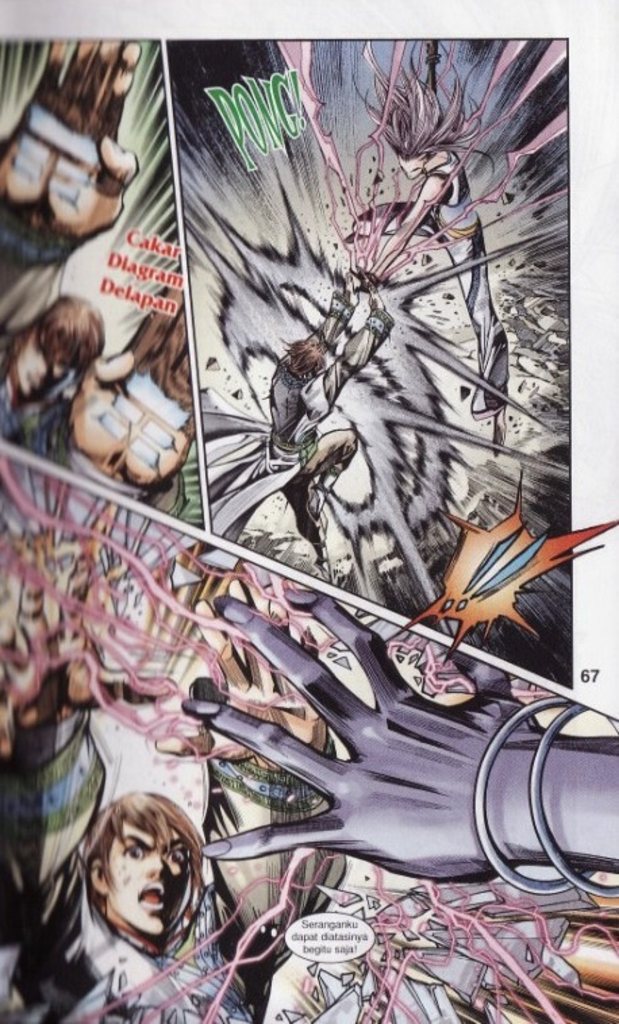 PONG!
Cakar
Diagram
Delapan
67
Seranganku
dapat diatasinya
begitu saja!